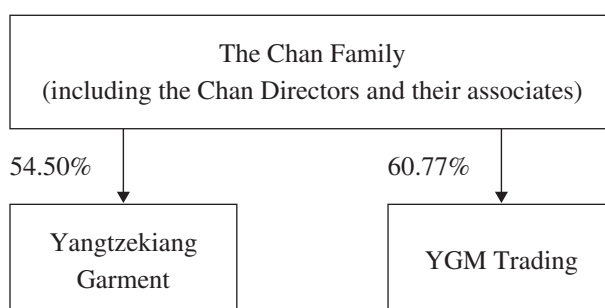 The Chan Family
(including the Chan Directors and their associates)
54.50%
60.77%
Yangtzekiang
Garment
YGM Trading